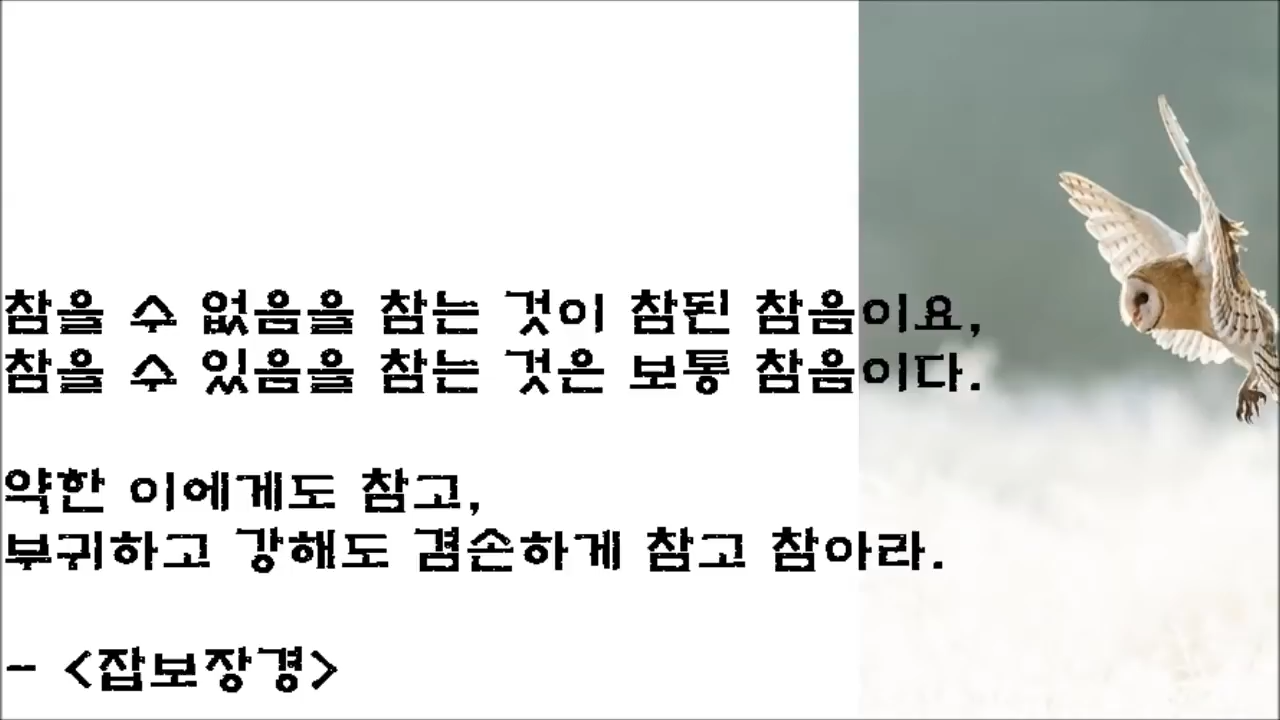 참을 수 없음을 참는 것이 참된 참음이요,
참을 수 있음을 참는 것은 보통 참음이다.
약한 이에게도 참고,
부귀하고 강해도 겸손하게 참고 참아라.
- <잡보장경>